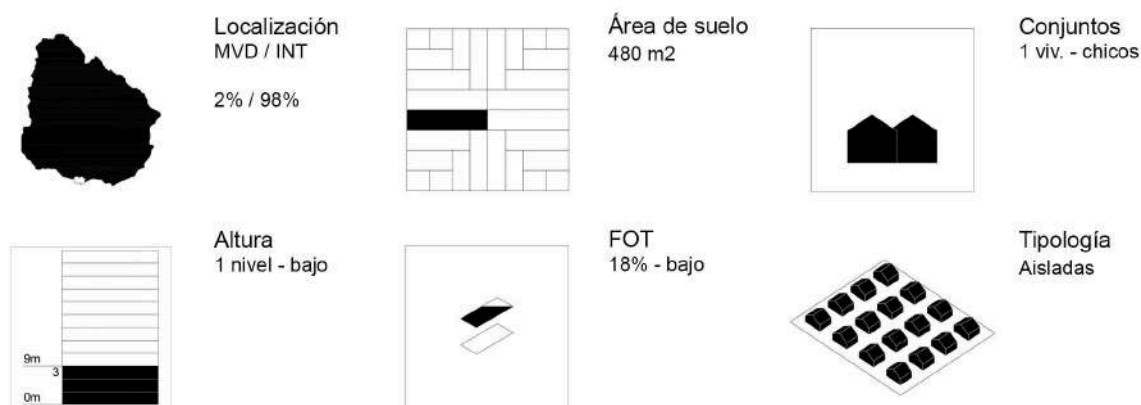 Localización
MVD / INT
2% / 98%
Área de suelo
480 m2
Conjuntos
1 viv. - chicos
Altura
1 nivel - bajo
9m
3
0m
FOT
18% - bajo
Tipología
Aisladas